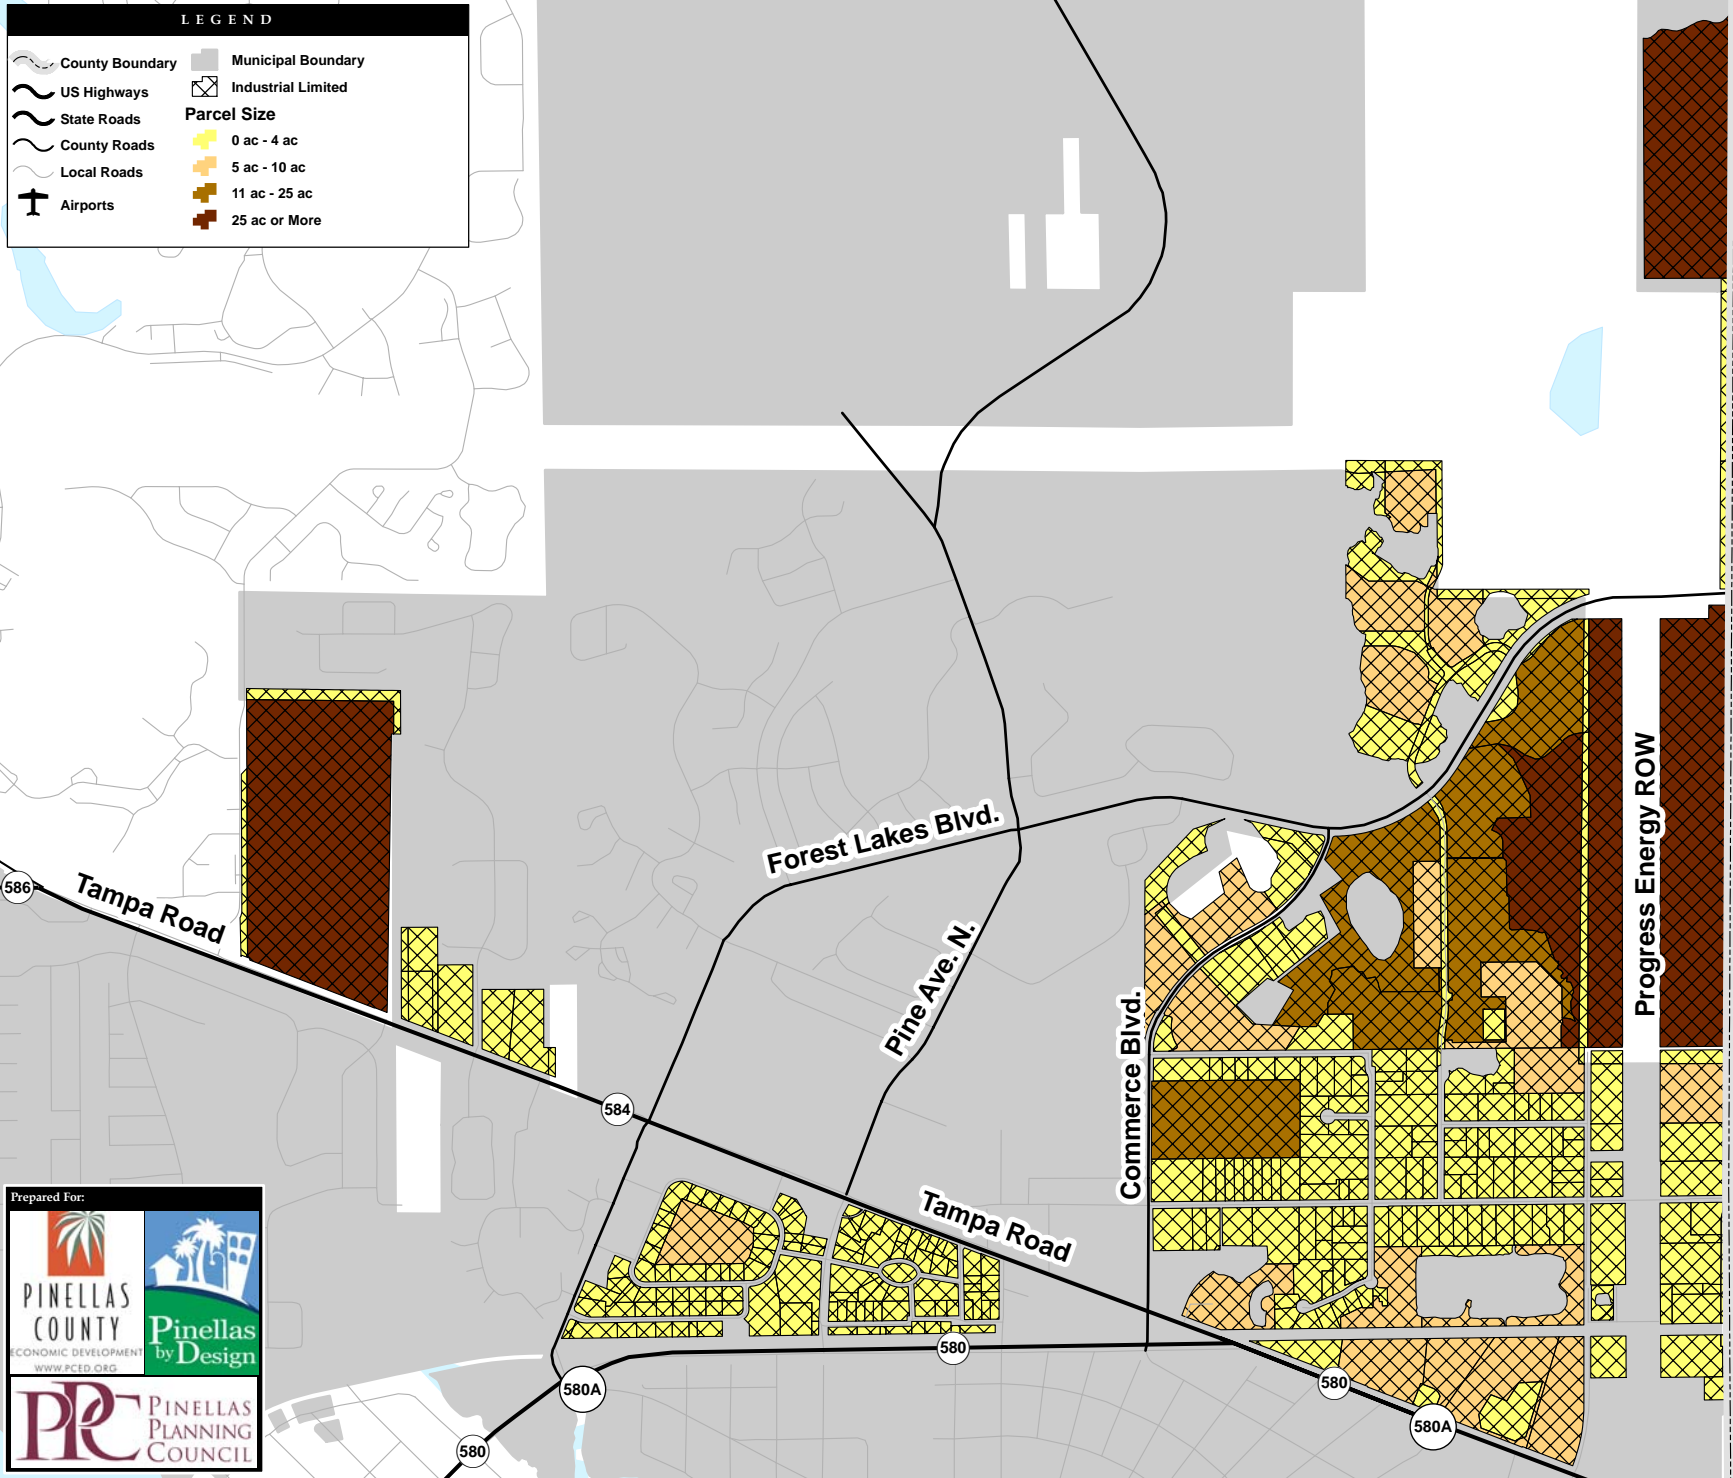 LEGEND
County Boundary
US Highways
State Roads
County Roads
Local Roads
Airports
Municipal Boundary
Industrial Limited
Parcel Size
0 ac - 4 ac
5 ac - 10 ac
11 ac - 25 ac
25 ac or More
Forest Lakes Blvd.
Pine Ave. N.
Commerce Blvd.
Progress Energy ROW
586
Tampa Road
584
Tampa Road
580
580A
580
580
580A
Prepared For:
PINELLAS
COUNTY
ECONOMIC DEVELOPMENT
WWW.PCED.ORG
Pinellas
by Design
PPC
PINELLAS
PLANNING
COUNCIL